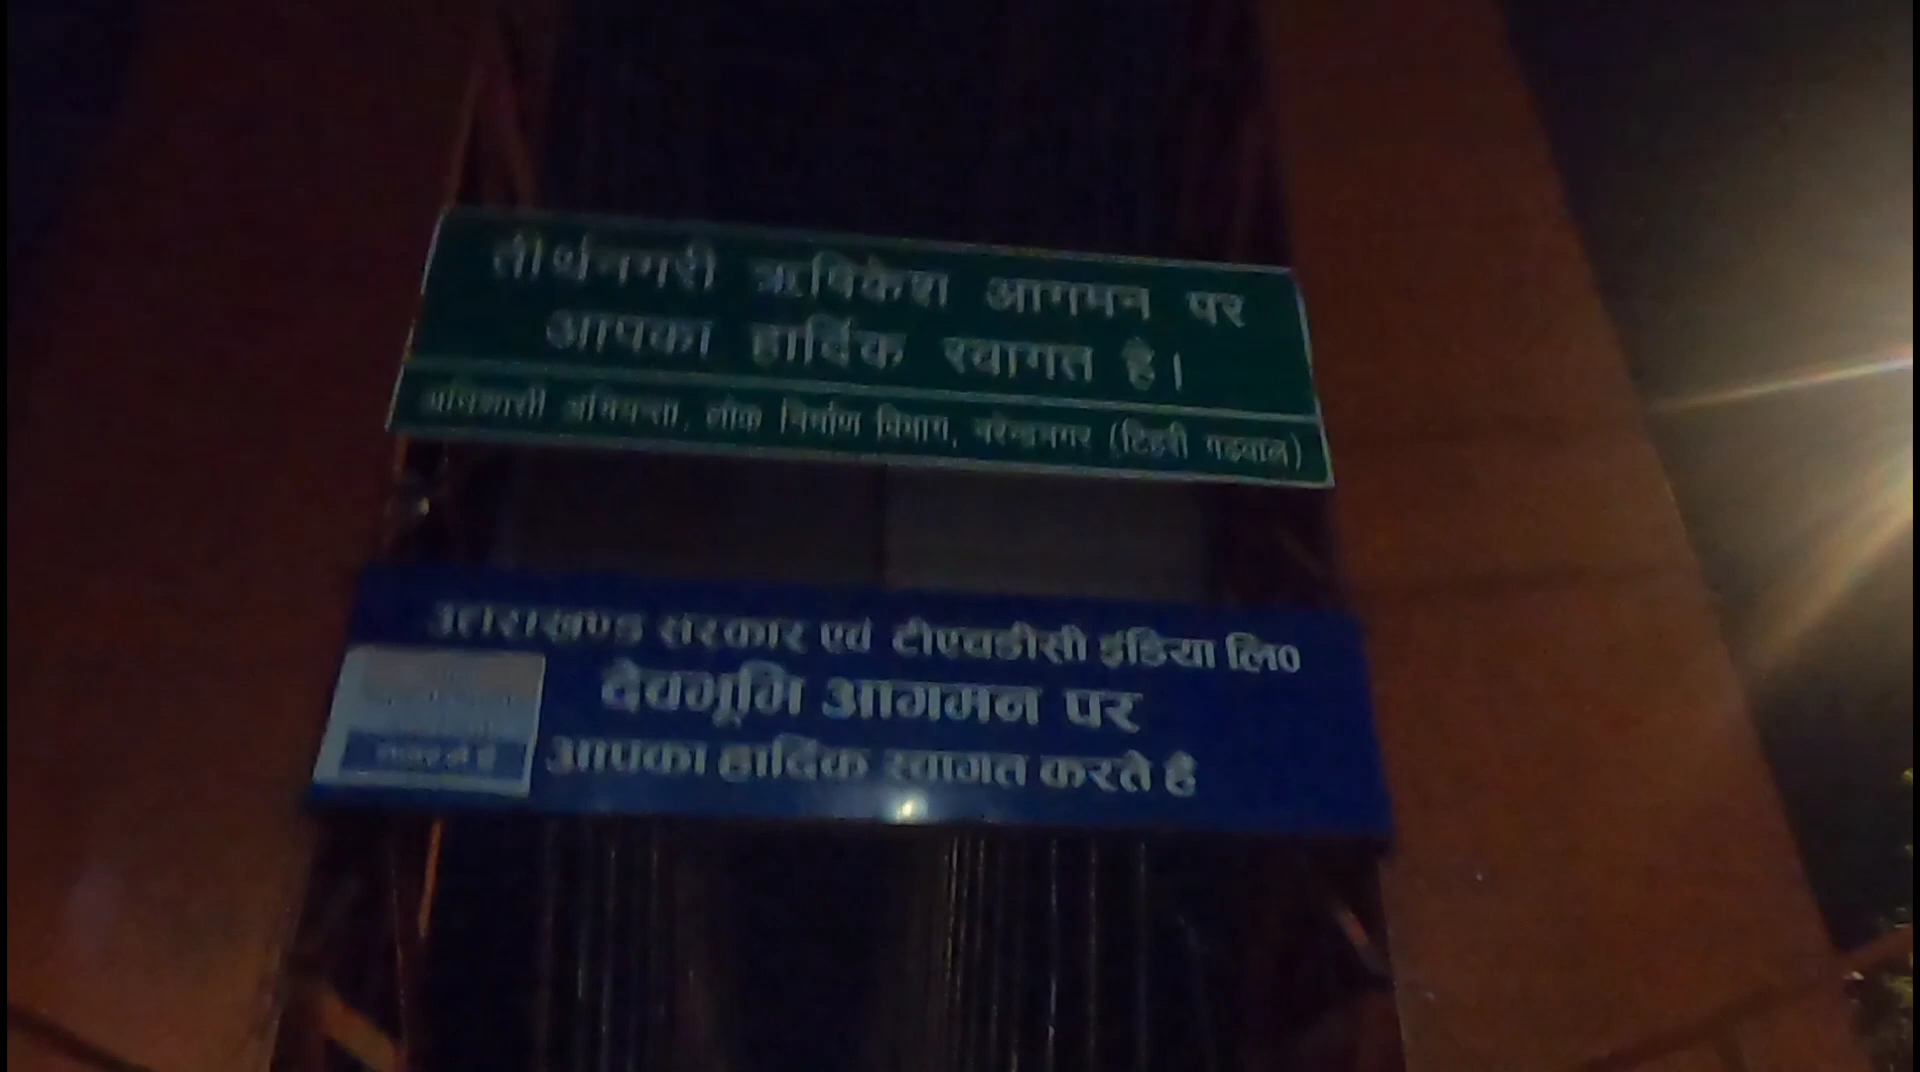 तीर्थनगरी ऋषिकेश आगमन पर
आपका हार्दिक स्वागत है।
अधिशासी अभियन्ता, लोक निर्माण विभाग, नरेन्द्रनगर (टिहरी गढ़वाल)
उत्तराखण्ड सरकार एवं टीएचडीसी इंडिया लि०
देवभूमि आगमन पर
आपका हार्दिक स्वागत करते हैं